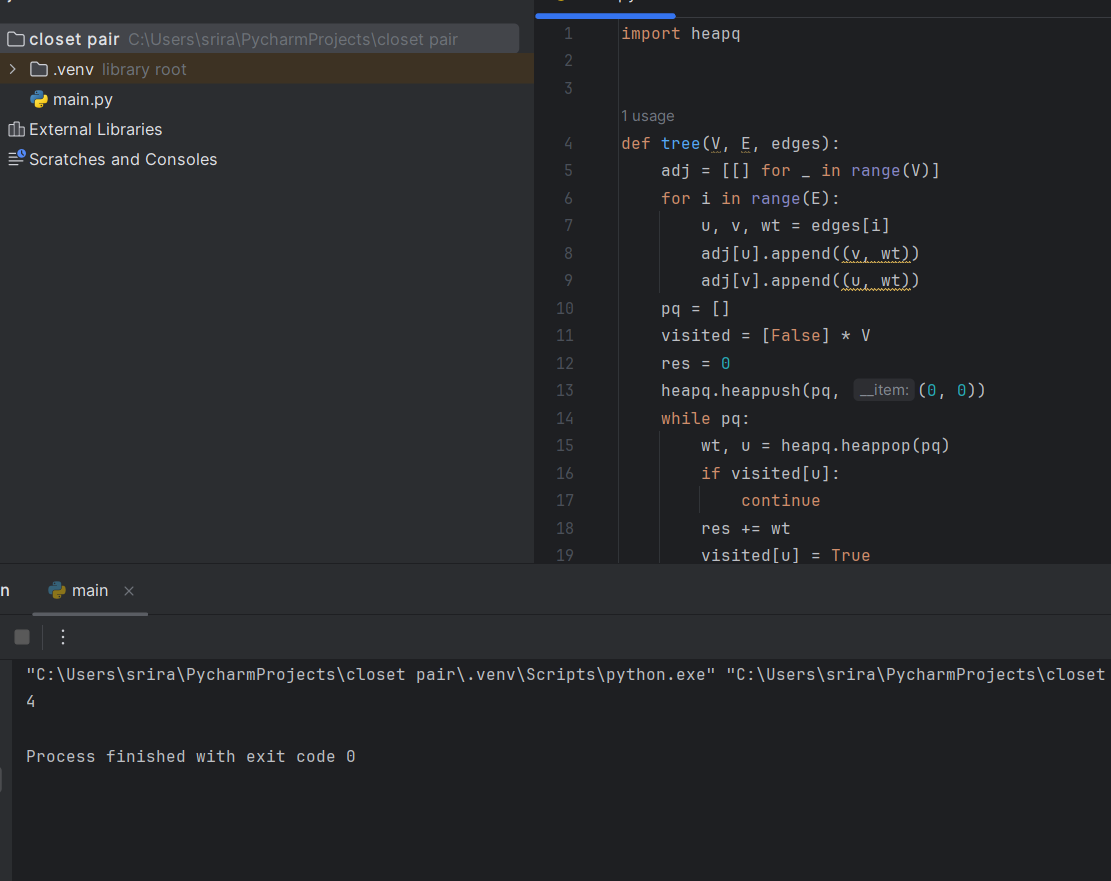 closet pair C:\Users\srira\PycharmProjects\closet pair
.venv library root
main.py
External Libraries
Scratches and Consoles
1 import heapq
2
3
1 usage
4 def tree(V, E, edges):
5 adj = [[] for _ in range(V)]
6 for i in range(E):
7 u, v, wt = edges[i]
8 adj[u].append((v, wt))
9 adj[v].append((u, wt))
10 pq = []
11 visited = [False] * V
12 res = 0
13 heapq.heappush(pq, __item: (0, 0))
14 while pq:
15 wt, u = heapq.heappop(pq)
16 if visited[u]:
17 continue
18 res += wt
19 visited[u] = True
n main
"C:\Users\srira\PycharmProjects\closet pair\.venv\Scripts\python.exe" "C:\Users\srira\PycharmProjects\closet
4
Process finished with exit code 0